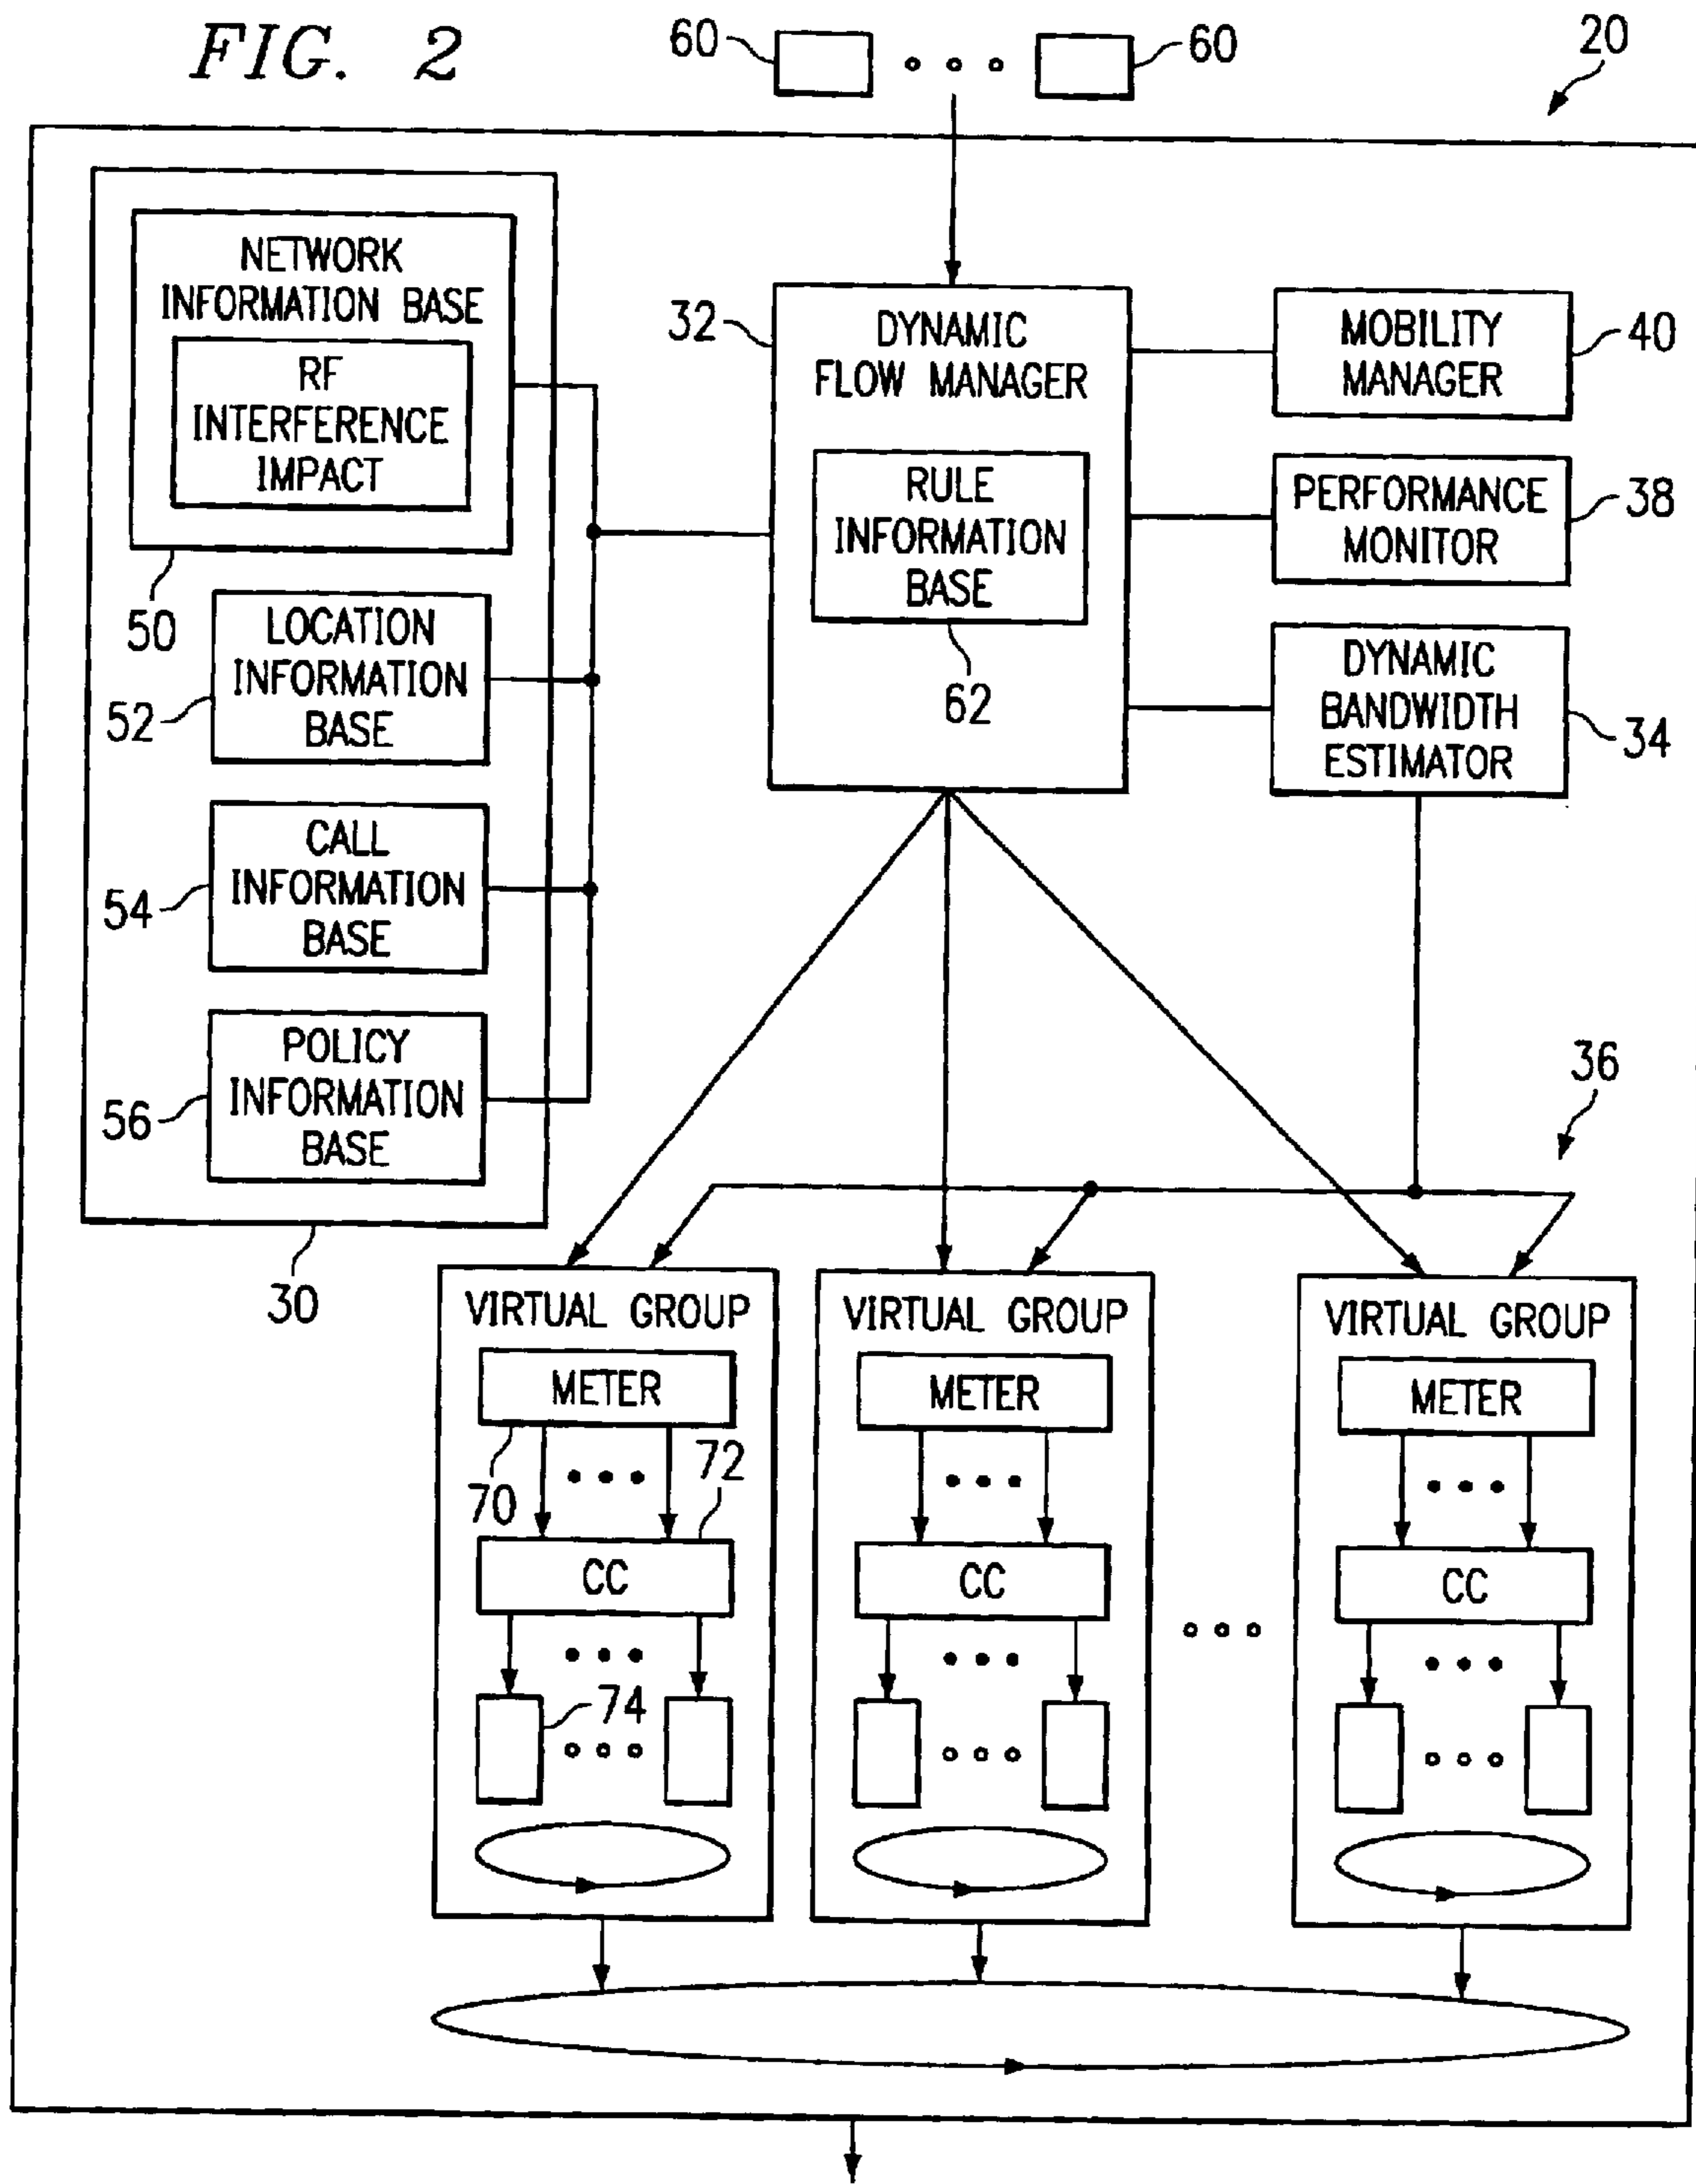 FIG. 2
60
60
20
NETWORK
INFORMATION BASE
RF
INTERFERENCE
IMPACT
50
LOCATION
INFORMATION
BASE
52
CALL
INFORMATION
BASE
54
POLICY
INFORMATION
BASE
56
30
32
DYNAMIC
FLOW MANAGER
RULE
INFORMATION
BASE
62
MOBILITY
MANAGER
40
PERFORMANCE
MONITOR
38
DYNAMIC
BANDWIDTH
ESTIMATOR
34
36
VIRTUAL GROUP
METER
70
72
CC
74
VIRTUAL GROUP
METER
CC
VIRTUAL GROUP
METER
CC